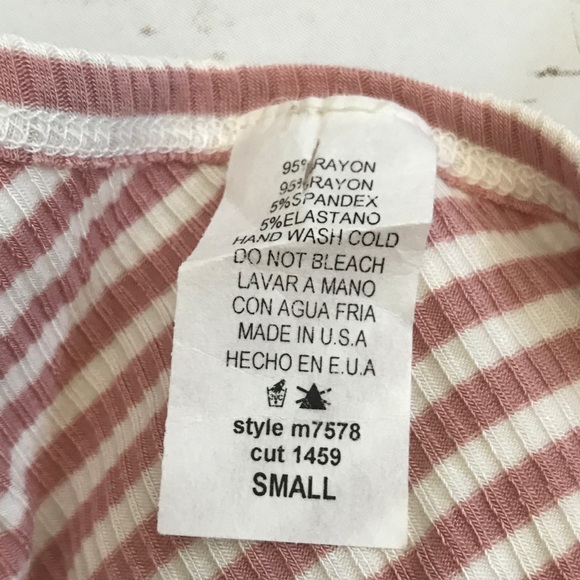 95% RAYON
95% RAYON
5%SPANDEX
5%ELASTANO
HAND WASH COLD
DO NOT BLEACH
LAVAR A MANO
CON AGUA FRIA
MADE IN U.S.A
HECHO EN E.U.A
style m7578
cut 1459
SMALL